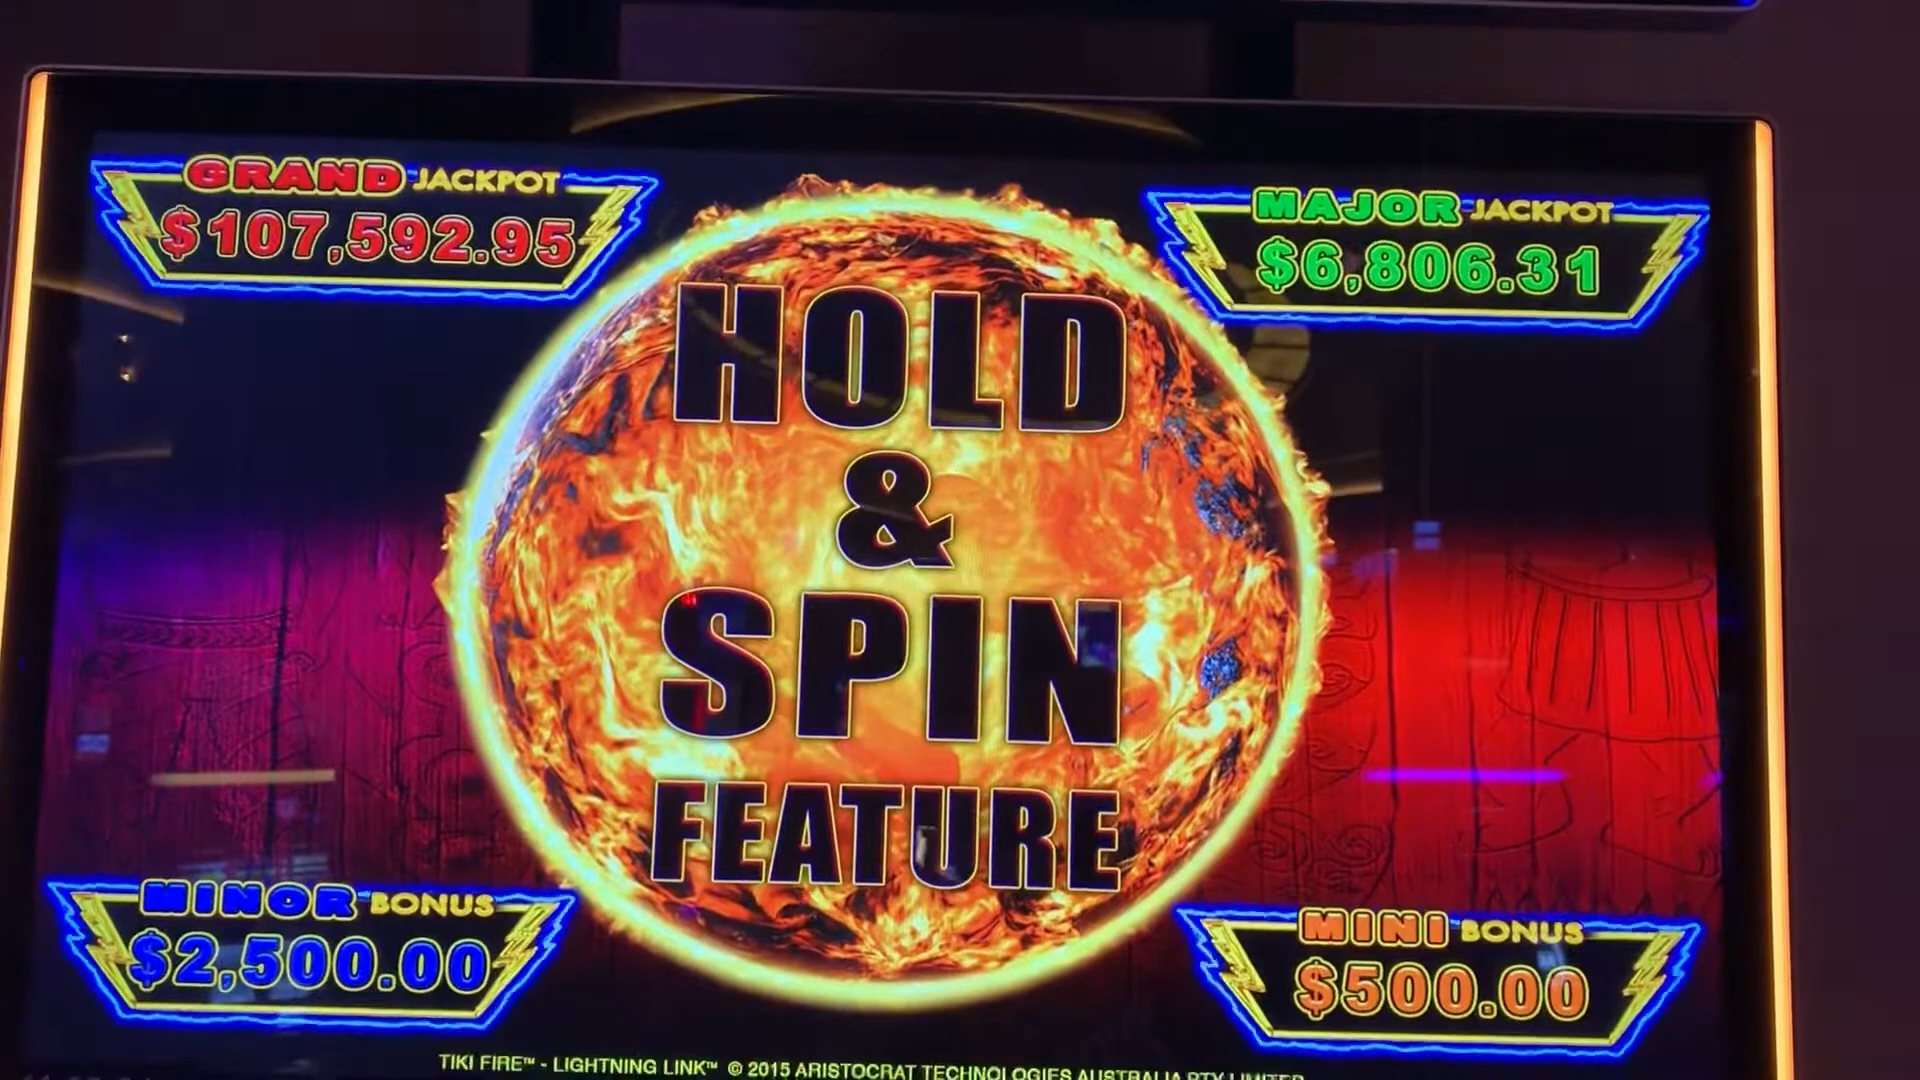 GRAND JACKPOT
$107,592.95
MAJOR JACKPOT
$6,806.31
HOLD
&
SPIN
FEATURE
MINOR BONUS
$2,500.00
MINI BONUS
$500.00
TIKI FIRE™ - LIGHTNING LINK™ © 2015 ARISTOCRAT TECHNOLOGIES AUSTRALIA PTY LIMITED